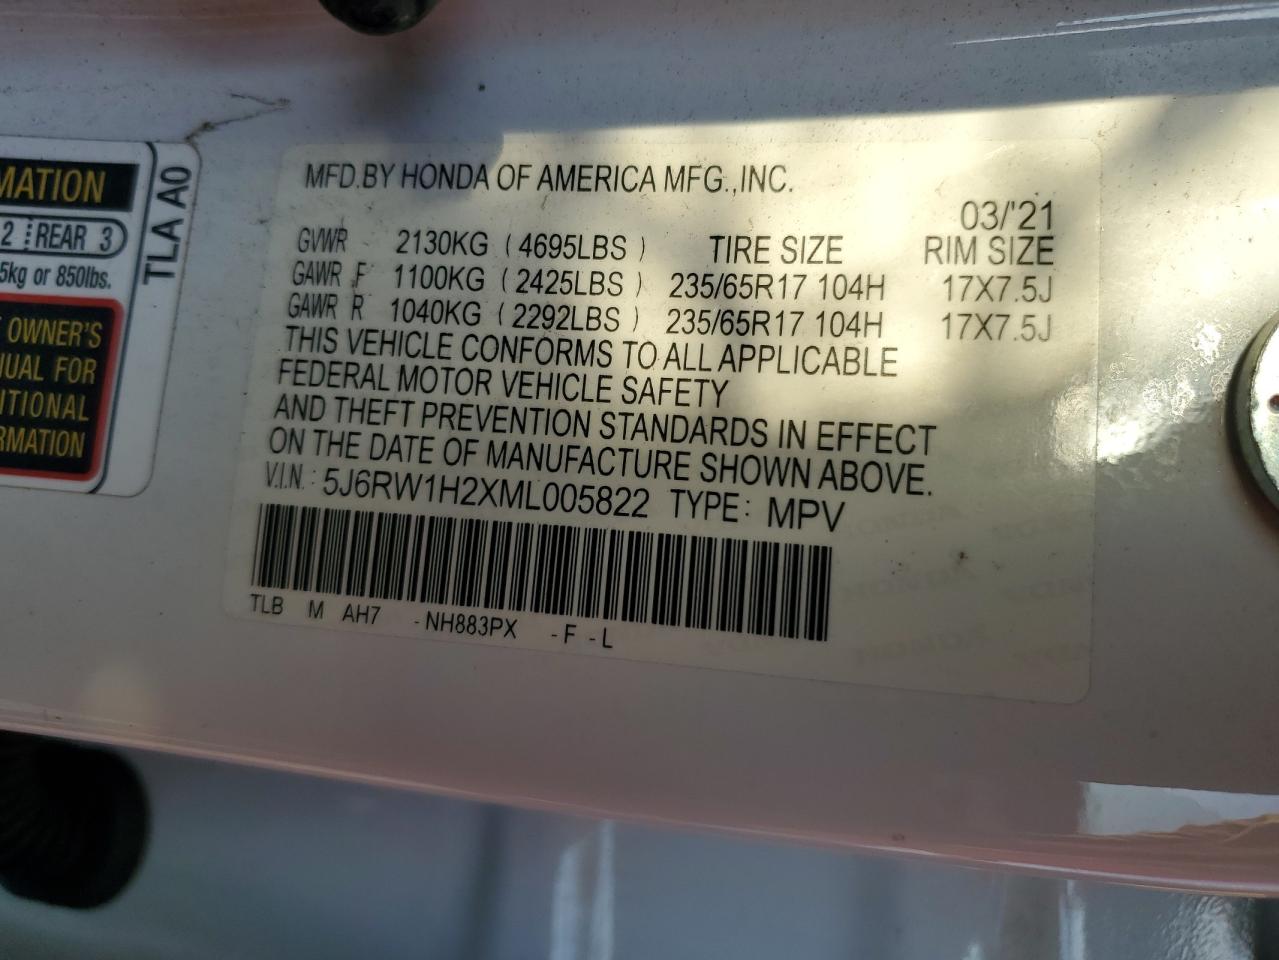 MATION
2 REAR 3
5kg or 850lbs.
OWNER'S
UAL FOR
ITIONAL
RMATION
TLA A0
MFD.BY HONDA OF AMERICA MFG.,INC.
03/'21
GVWR 2130KG ( 4695LBS ) TIRE SIZE RIM SIZE
GAWR F 1100KG ( 2425LBS ) 235/65R17 104H 17X7.5J
GAWR R 1040KG ( 2292LBS ) 235/65R17 104H 17X7.5J
THIS VEHICLE CONFORMS TO ALL APPLICABLE
FEDERAL MOTOR VEHICLE SAFETY
AND THEFT PREVENTION STANDARDS IN EFFECT
ON THE DATE OF MANUFACTURE SHOWN ABOVE.
V.I.N.: 5J6RW1H2XML005822 TYPE: MPV
TLB M AH7 -NH883PX -F -L